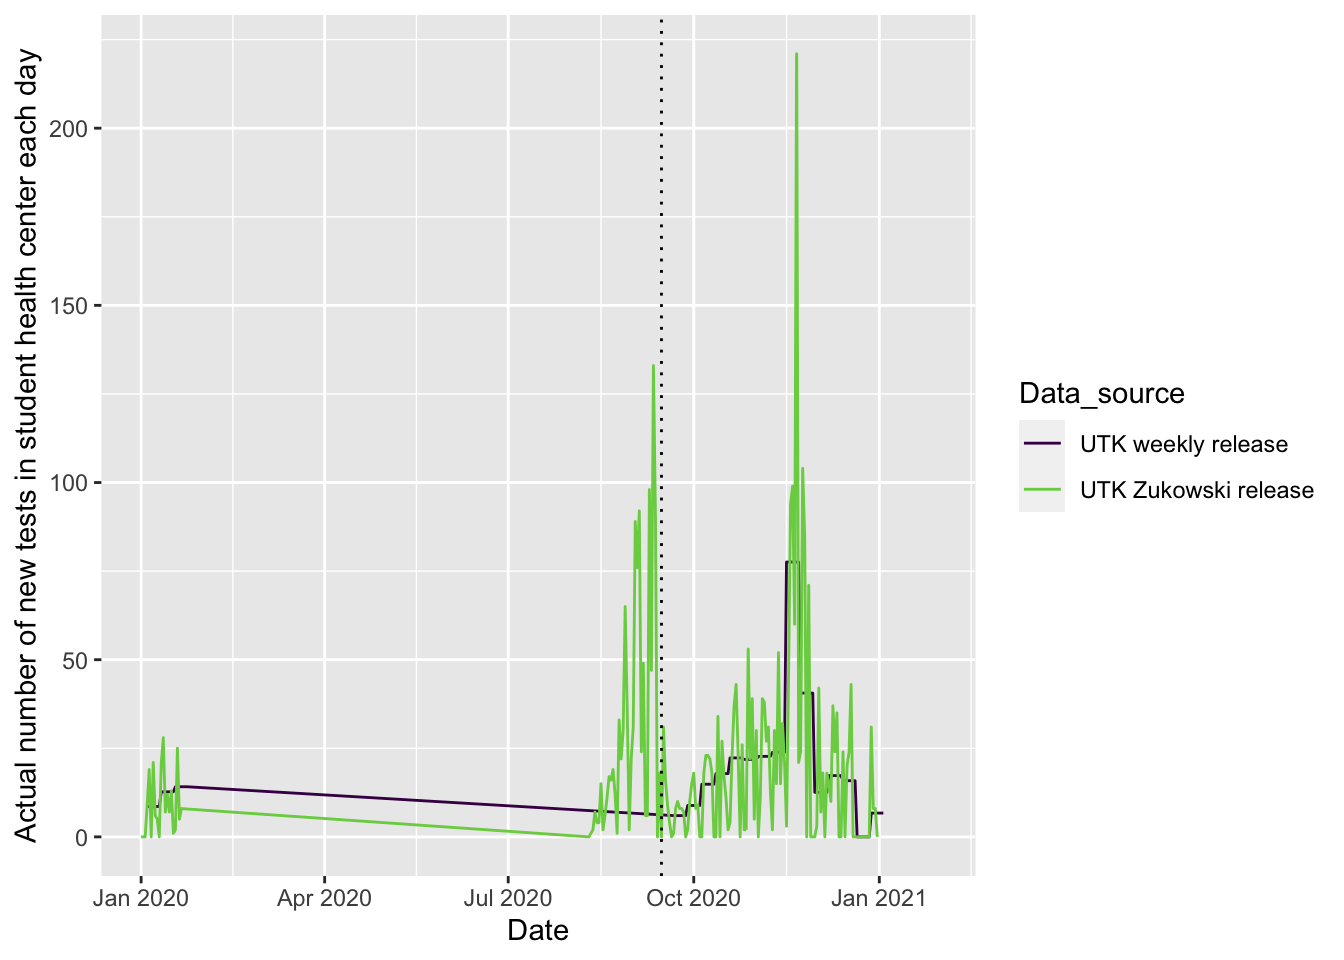 Actual number of new tests in student health center each day
200
150
100
50
0
Jan 2020
Apr 2020
Jul 2020
Oct 2020
Jan 2021
Date
Data_source
UTK weekly release
UTK Zukowski release